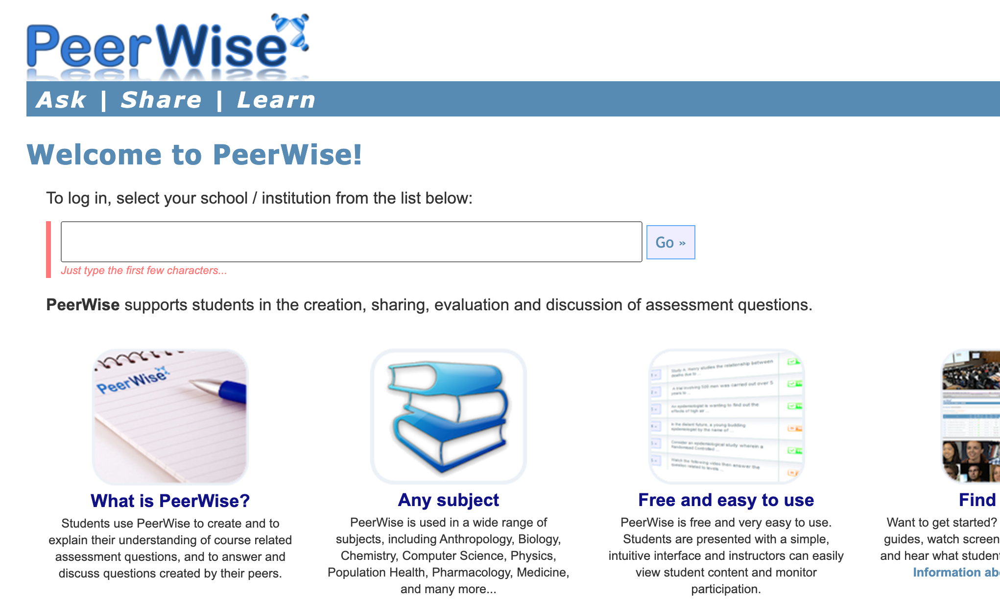 PeerWise
Ask | Share | Learn
Welcome to PeerWise!
To log in, select your school / institution from the list below:
Go »
Just type the first few characters...
PeerWise supports students in the creation, sharing, evaluation and discussion of assessment questions.
PeerWise
Study A: Henry studies the relationship between
deaths due to ...
A trial involving 500 men was carried out over 5
years to ...
An epidemiologist is wanting to find out the
effects of high air ...
In the distant future, a young budding
epidemiologist by the name of ...
Consider an epidemiological study wherein a
Randomised Controlled ...
Watch the following video then answer the
question related to levels ...
What is PeerWise?
Students use PeerWise to create and to
explain their understanding of course related
assessment questions, and to answer and
discuss questions created by their peers.
Any subject
PeerWise is used in a wide range of
subjects, including Anthropology, Biology,
Chemistry, Computer Science, Physics,
Population Health, Pharmacology, Medicine,
and many more...
Free and easy to use
PeerWise is free and very easy to use.
Students are presented with a simple,
intuitive interface and instructors can easily
view student content and monitor
participation.
Find
Want to get started?
guides, watch screen
and hear what student
Information ab